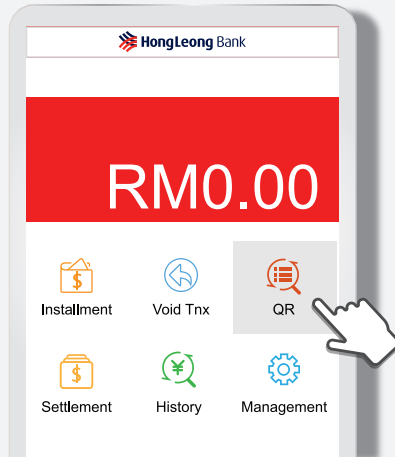 HongLeong Bank
RM0.00
Installment Void Tnx QR
Settlement History Management